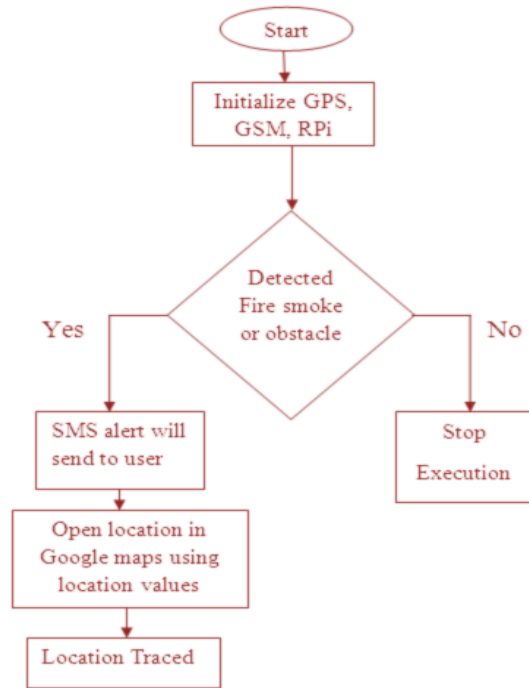 Start
Initialize GPS,
GSM, RPi
Detected
Fire smoke
or obstacle
Yes
No
SMS alert will
send to user
Stop
Execution
Open location in
Google maps using
location values
Location Traced